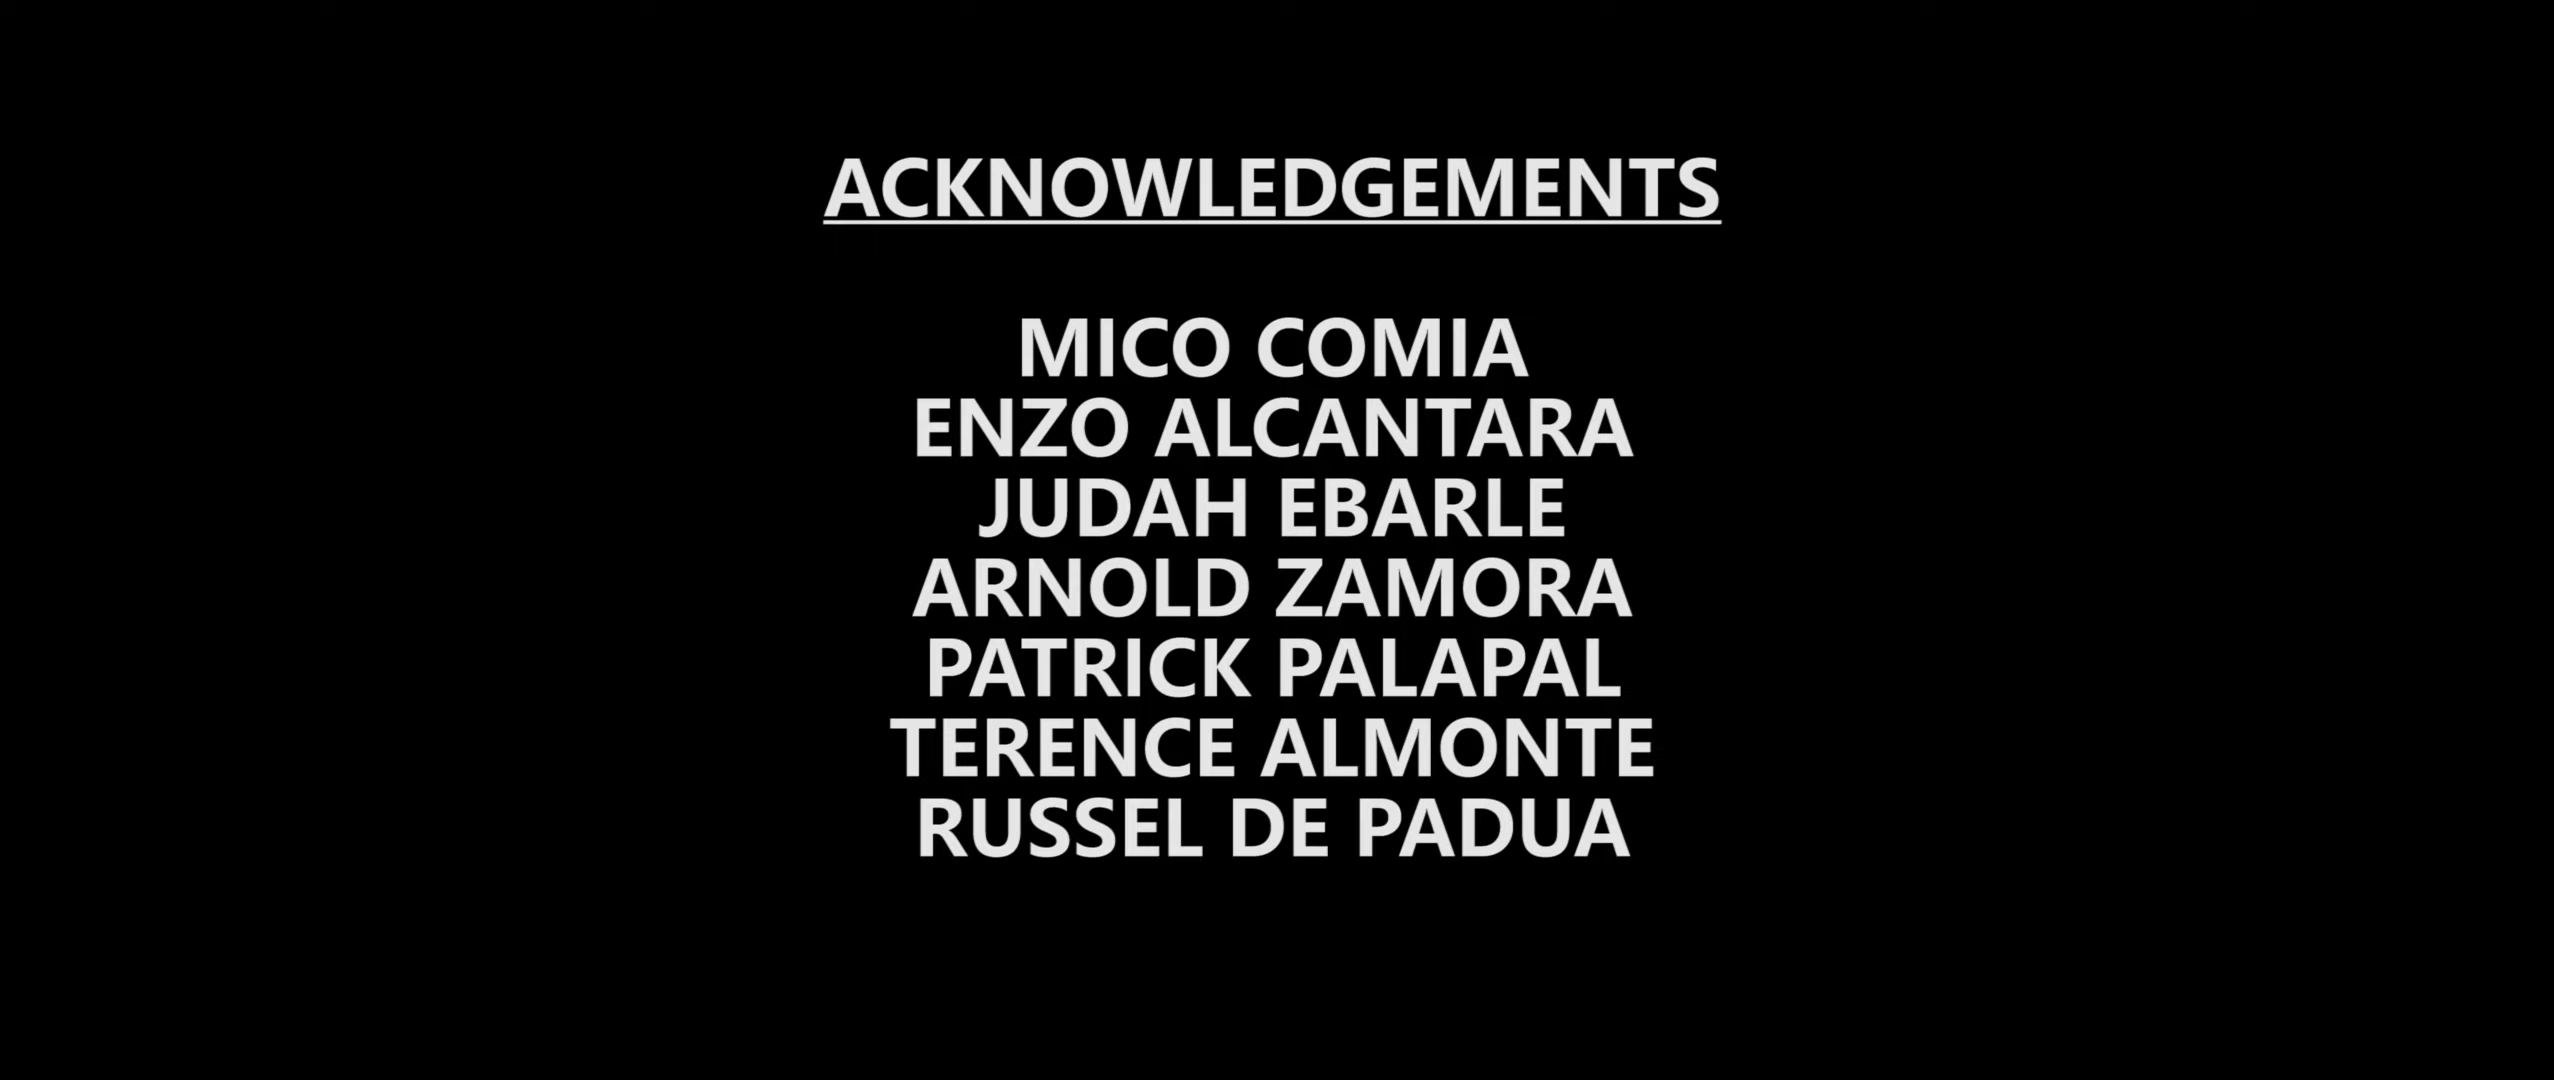 ACKNOWLEDGEMENTS
MICO COMIA
ENZO ALCANTARA
JUDAH EBARLE
ARNOLD ZAMORA
PATRICK PALAPAL
TERENCE ALMONTE
RUSSEL DE PADUA